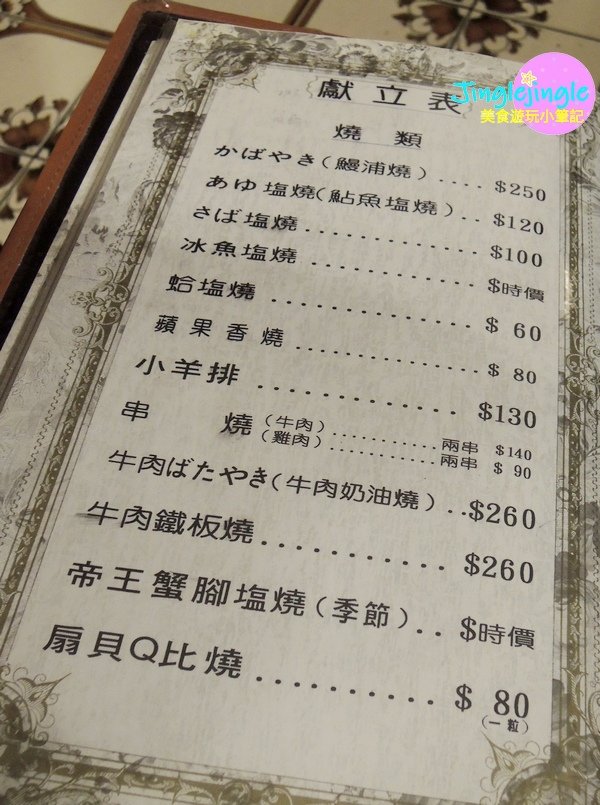 Jinglejingle
美食遊玩小筆記
獻立表
燒類
かばやき(鰻浦燒) .... $250
あゆ塩燒(鮎魚塩燒) .. $120
さば塩燒 ............. $100
冰魚塩燒 ............. $時價
蛤塩燒 ............... $ 60
蘋果香燒 ............. $ 80
小羊排 ............. $130
串 燒 (牛肉) ............ 兩串 $140
(雞肉) ............ 兩串 $ 90
牛肉ばたやき(牛肉奶油燒) ..$260
牛肉鐵板燒 ............ $260
帝王蟹腳塩燒(季節) .. $時價
扇貝Q比燒 ........... $ 80
(一粒)